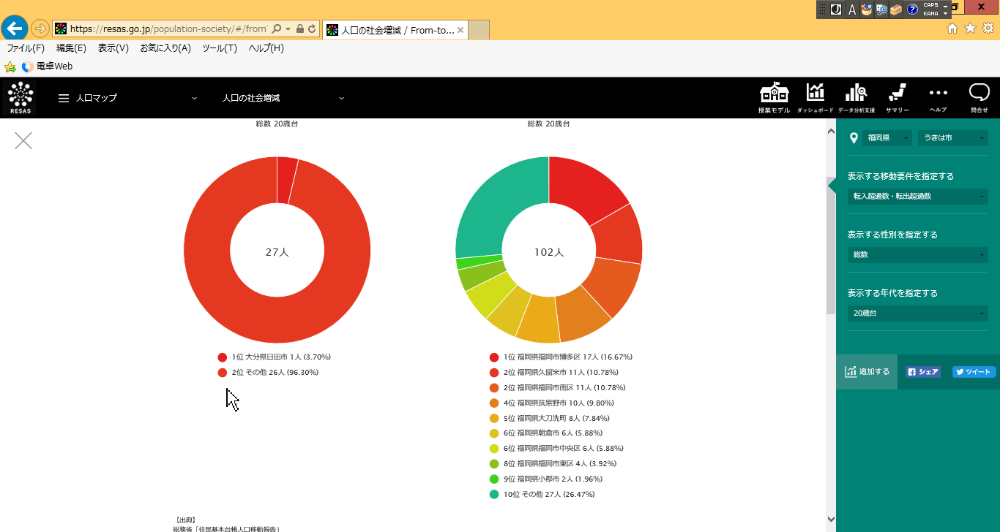 CAPS
KANA
https://resas.go.jp/population-society/#/from
人口の社会増減 / From-to...
ファイル(F) 編集(E) 表示(V) お気に入り(A) ツール(T) ヘルプ(H)
電卓Web
RESAS
人口マップ
人口の社会増減
授業モデル ダッシュボード データ分析支援 サマリー ヘルプ 問合せ
総数 20歳台
27人
1位 大分県日田市 1人 (3.70%)
2位 その他 26人 (96.30%)
総数 20歳台
102人
1位 福岡県福岡市博多区 17人 (16.67%)
2位 福岡県久留米市 11人 (10.78%)
2位 福岡県福岡市南区 11人 (10.78%)
4位 福岡県筑紫野市 10人 (9.80%)
5位 福岡県大刀洗町 8人 (7.84%)
6位 福岡県朝倉市 6人 (5.88%)
6位 福岡県福岡市中央区 6人 (5.88%)
8位 福岡県福岡市東区 4人 (3.92%)
9位 福岡県小郡市 2人 (1.96%)
10位 その他 27人 (26.47%)
【出典】
総務省「住民基本台帳人口移動報告」
福岡県 うきは市
表示する移動要件を指定する
転入超過数・転出超過数
表示する性別を指定する
総数
表示する年代を指定する
20歳台
追加する シェア ツイート